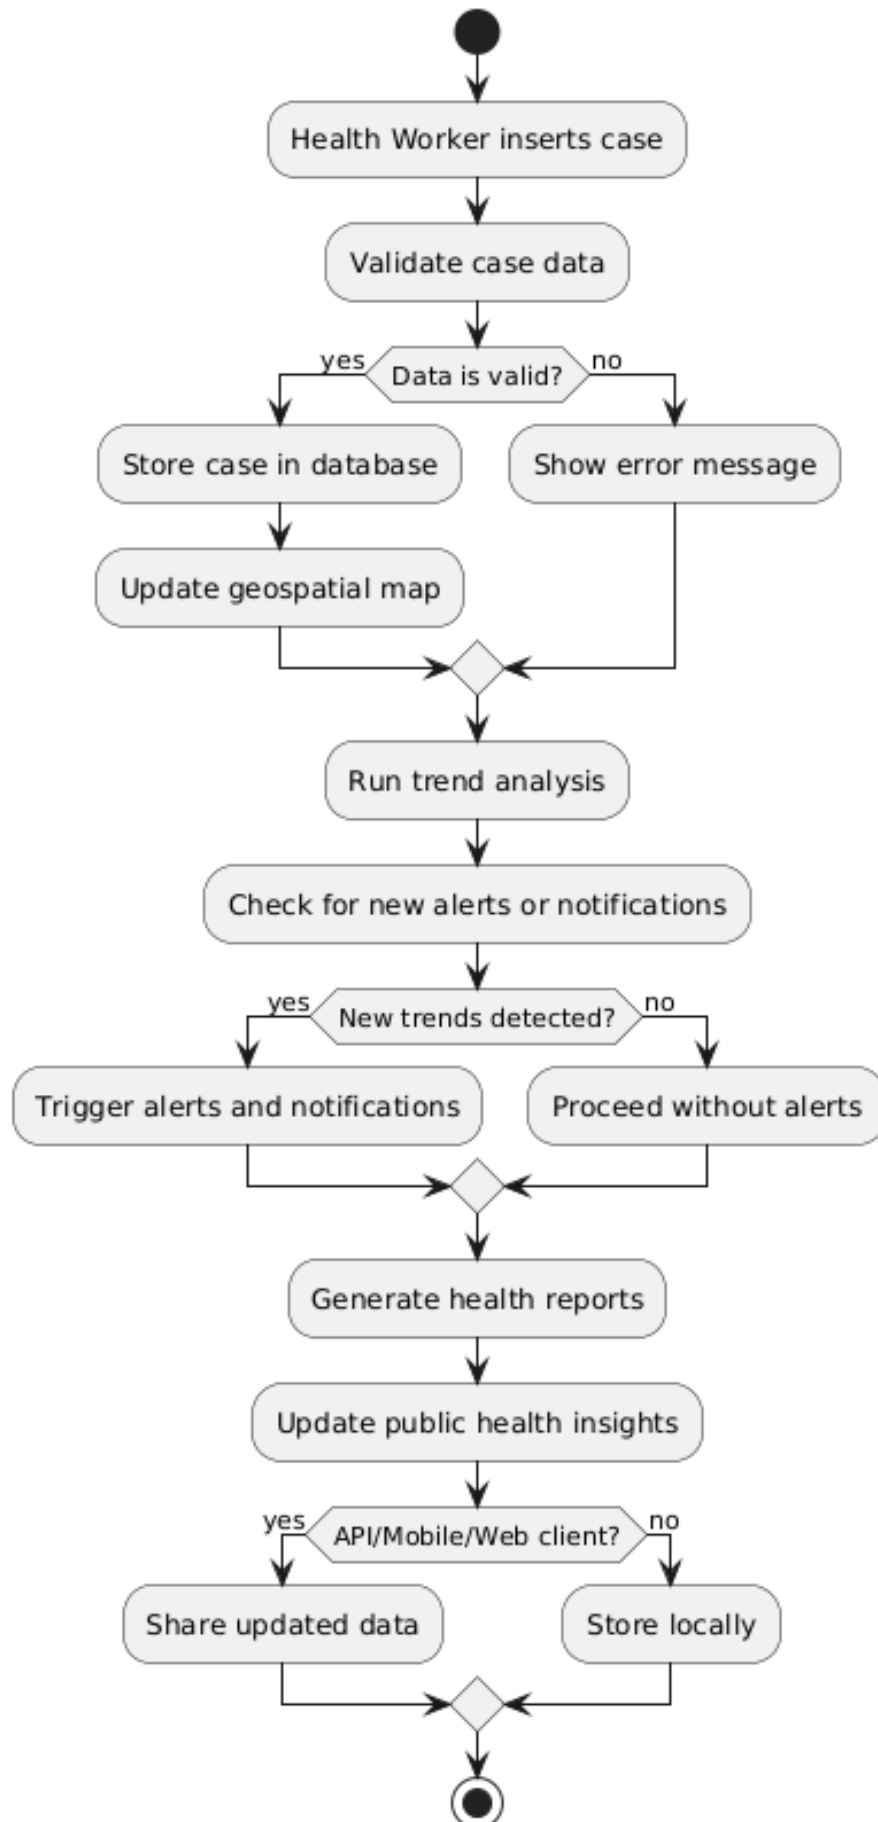 Health Worker inserts case
Validate case data
yes
Data is valid?
no
Store case in database
Show error message
Update geospatial map
Run trend analysis
Check for new alerts or notifications
yes
New trends detected?
no
Trigger alerts and notifications
Proceed without alerts
Generate health reports
Update public health insights
yes
API/Mobile/Web client?
no
Share updated data
Store locally